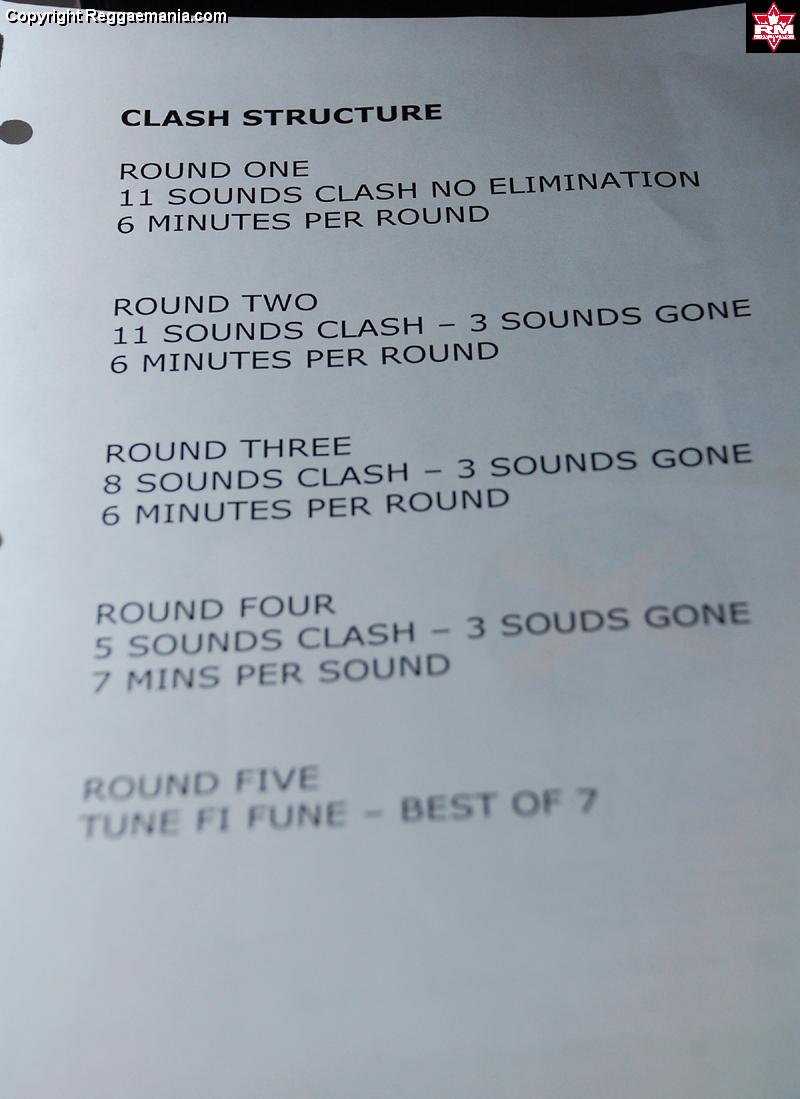 Copyright Reggaemania.com
RM
CLASH STRUCTURE
ROUND ONE
11 SOUNDS CLASH NO ELIMINATION
6 MINUTES PER ROUND
ROUND TWO
11 SOUNDS CLASH – 3 SOUNDS GONE
6 MINUTES PER ROUND
ROUND THREE
8 SOUNDS CLASH – 3 SOUNDS GONE
6 MINUTES PER ROUND
ROUND FOUR
5 SOUNDS CLASH – 3 SOUDS GONE
7 MINS PER SOUND
ROUND FIVE
TUNE FI FUNE – BEST OF 7